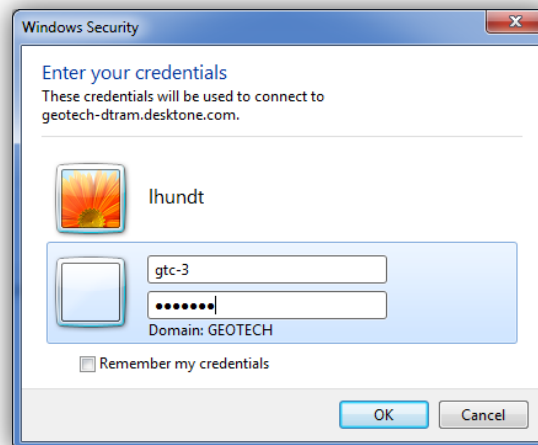 Windows Security
Enter your credentials
These credentials will be used to connect to
geotech-dtram.desktone.com.
lhundt
gtc-3
•••••••
Domain: GEOTECH
Remember my credentials
OK
Cancel